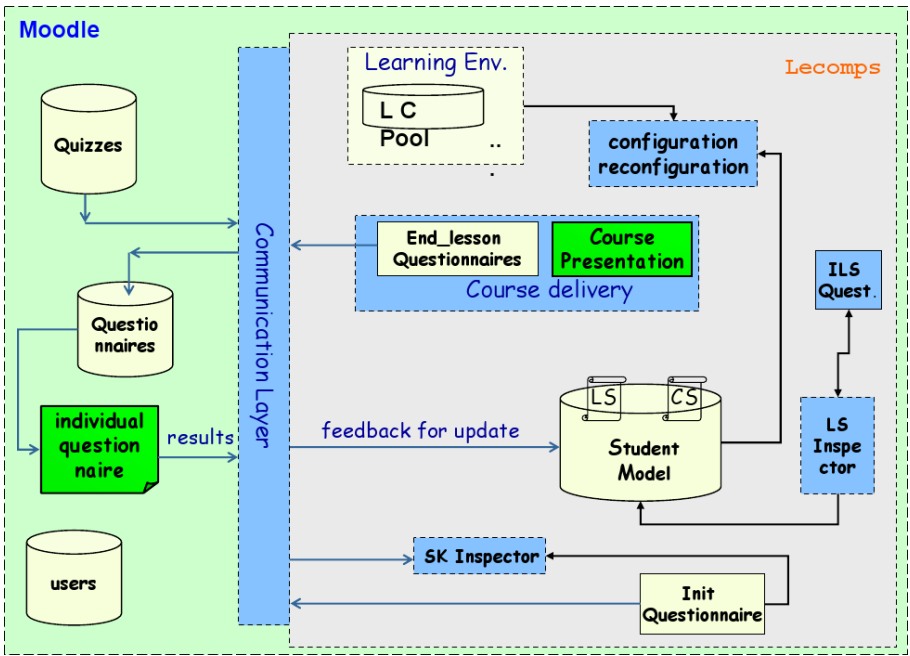 Moodle
Lecomps
Learning Env.
L C
Pool
..
.
configuration
reconfiguration
Quizzes
Communication Layer
End_lesson
Questionnaires
Course
Presentation
Course delivery
ILS
Quest.
Questio
nnaires
individual
question
naire
results
feedback for update
LS
CS
Student
Model
LS
Inspe
ctor
users
SK Inspector
Init
Questionnaire